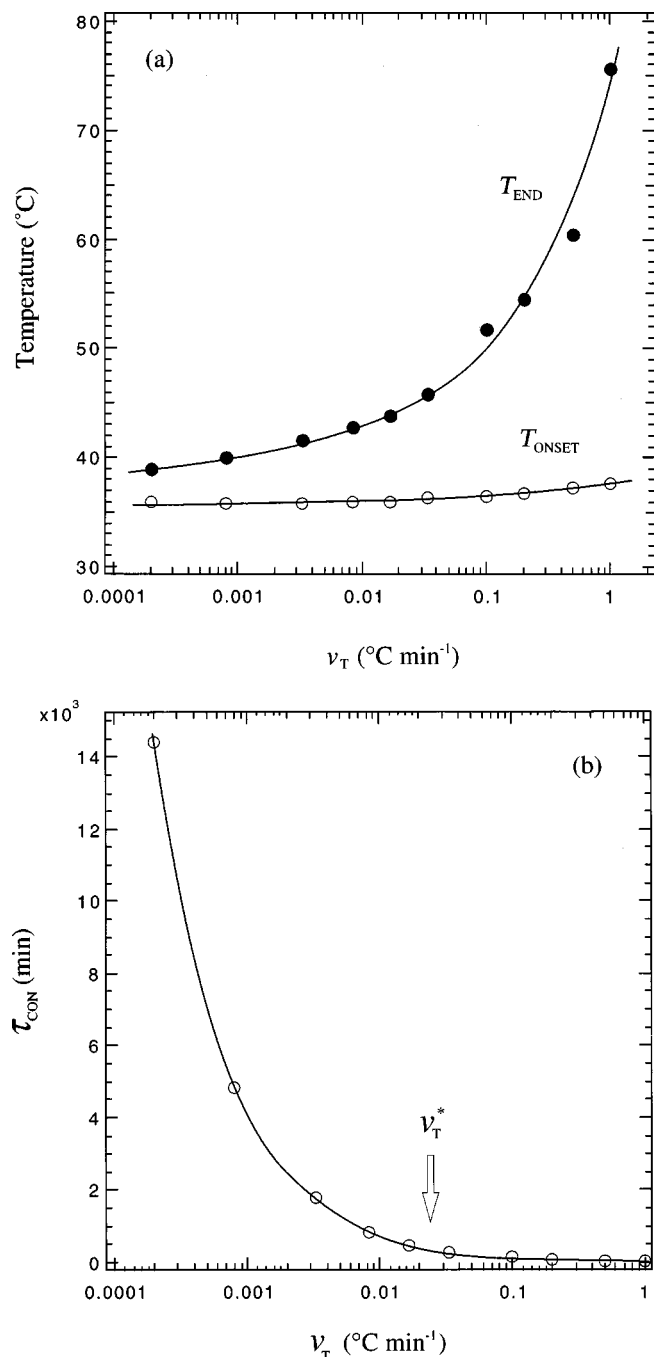 (a)
80
70
60
50
40
30
Temperature (°C)
T_END
T_ONSET
0.0001
0.001
0.01
0.1
1
v_T (°C min⁻¹)
x10³
(b)
14
12
10
8
6
4
2
0
τ_CON (min)
v_T*
0.0001
0.001
0.01
0.1
1
v_T (°C min⁻¹)